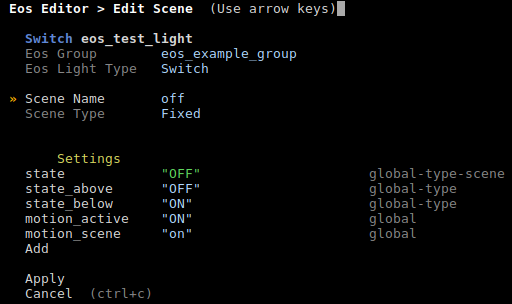 Eos Editor > Edit Scene  (Use arrow keys)
Switch eos_test_light
Eos Group        eos_example_group
Eos Light Type   Switch
» Scene Name       off
Scene Type       Fixed
Settings
state            "OFF"                     global-type-scene
state_above      "OFF"                     global-type
state_below      "ON"                      global-type
motion_active    "ON"                      global
motion_scene     "on"                      global
Add
Apply
Cancel  (ctrl+c)